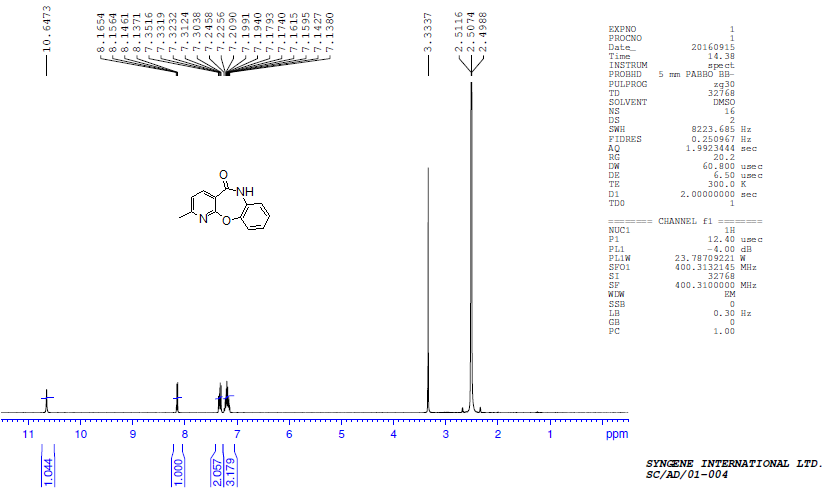 10.6473
8.1654
8.1564
8.1461
8.1371
7.3516
7.3319
7.3232
7.3124
7.3038
7.2458
7.2256
7.2090
7.1991
7.1940
7.1793
7.1740
7.1615
7.1595
7.1427
7.1380
3.3337
2.5116
2.5074
2.4988
EXPNO 1
PROCNO 1
Date_ 20160915
Time 14.38
INSTRUM spect
PROBHD 5 mm PABBO BB-
PULPROG zg30
TD 32768
SOLVENT DMSO
NS 16
DS 2
SWH 8223.685 Hz
FIDRES 0.250967 Hz
AQ 1.9923444 sec
RG 20.2
DW 60.800 usec
DE 6.50 usec
TE 300.0 K
D1 2.00000000 sec
TD0 1
======== CHANNEL f1 ========
NUC1 1H
P1 12.40 usec
PL1 -4.00 dB
PL1W 23.78709221 W
SFO1 400.3132145 MHz
SI 32768
SF 400.3100000 MHz
WDW EM
SSB 0
LB 0.30 Hz
GB 0
PC 1.00
O
NH
N
O
11 10 9 8 7 6 5 4 3 2 1 ppm
1.044
1.000
2.057
3.179
SYNGENE INTERNATIONAL LTD.
SC/AD/01-004